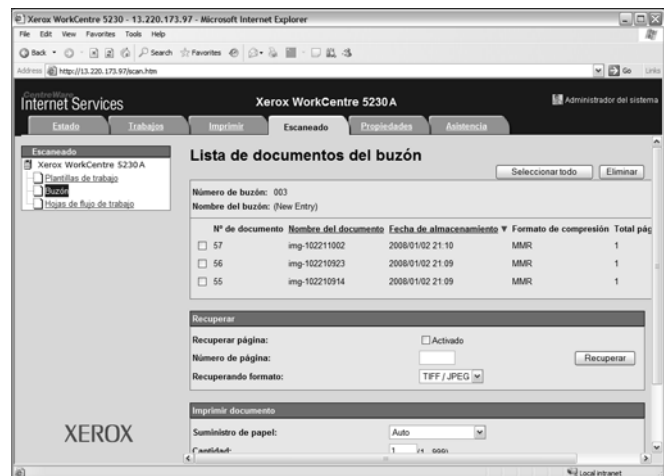 Xerox WorkCentre 5230 - 13.220.173.97 - Microsoft Internet Explorer
File Edit View Favorites Tools Help
Back Search Favorites
Address http://13.220.173.97/scan.htm Go Links
CentreWare
Internet Services
Xerox WorkCentre 5230 A
Administrador del sistema
Estado Trabajos Imprimir Escaneado Propiedades Asistencia
Escaneado
Xerox WorkCentre 5230 A
Plantillas de trabajo
Buzón
Hojas de flujo de trabajo
XEROX
Lista de documentos del buzón
Seleccionar todo Eliminar
Número de buzón: 003
Nombre del buzón: (New Entry)
Nº de documento Nombre del documento Fecha de almacenamiento Formato de compresión Total pág
57 img-102211002 2008/01/02 21:10 MMR 1
56 img-102210923 2008/01/02 21:09 MMR 1
55 img-102210914 2008/01/02 21:09 MMR 1
Recuperar
Recuperar página: Activado
Número de página: Recuperar
Recuperando formato: TIFF / JPEG
Imprimir documento
Suministro de papel: Auto
Cantidad: 1 (1 - 999)
Local intranet